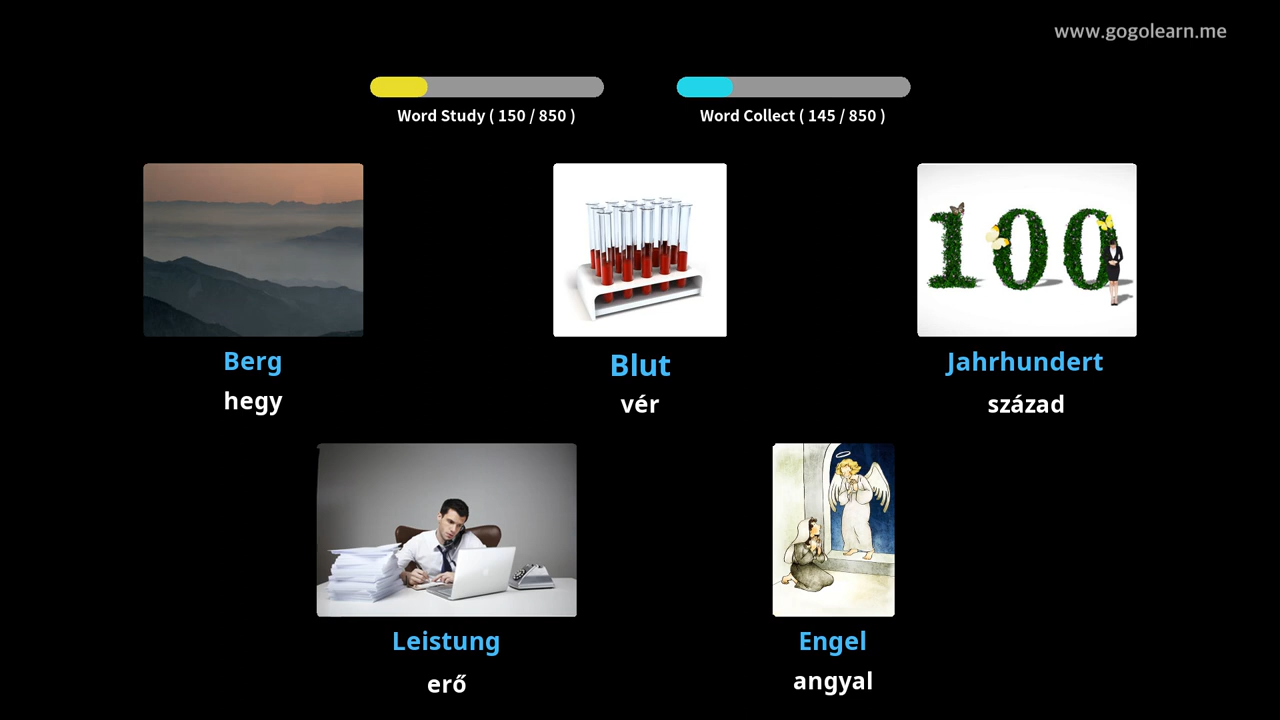 www.gogolearn.me
Word Study ( 150 / 850 )
Word Collect ( 145 / 850 )
Berg
hegy
Blut
vér
Jahrhundert
század
Leistung
erő
Engel
angyal